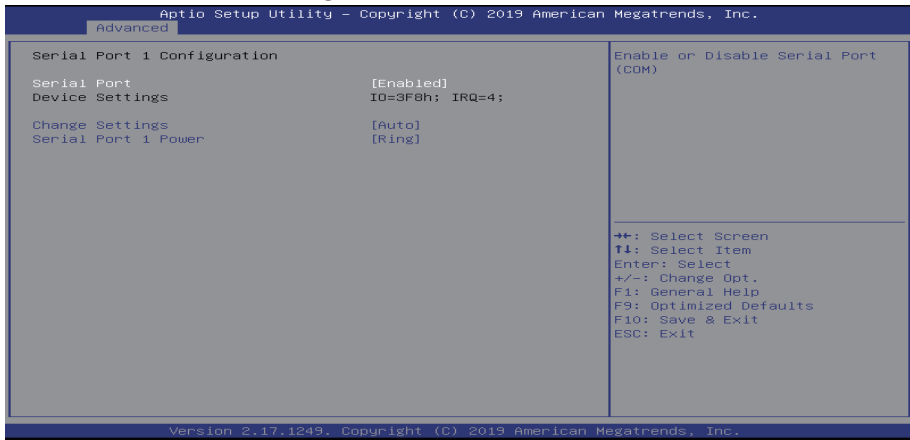 Aptio Setup Utility – Copyright (C) 2019 American Megatrends, Inc.
Advanced
Serial Port 1 Configuration
Serial Port [Enabled]
Device Settings IO=3F8h; IRQ=4;
Change Settings [Auto]
Serial Port 1 Power [Ring]
Enable or Disable Serial Port
(COM)
→←: Select Screen
↑↓: Select Item
Enter: Select
+/-: Change Opt.
F1: General Help
F9: Optimized Defaults
F10: Save & Exit
ESC: Exit
Version 2.17.1249. Copyright (C) 2019 American Megatrends, Inc.